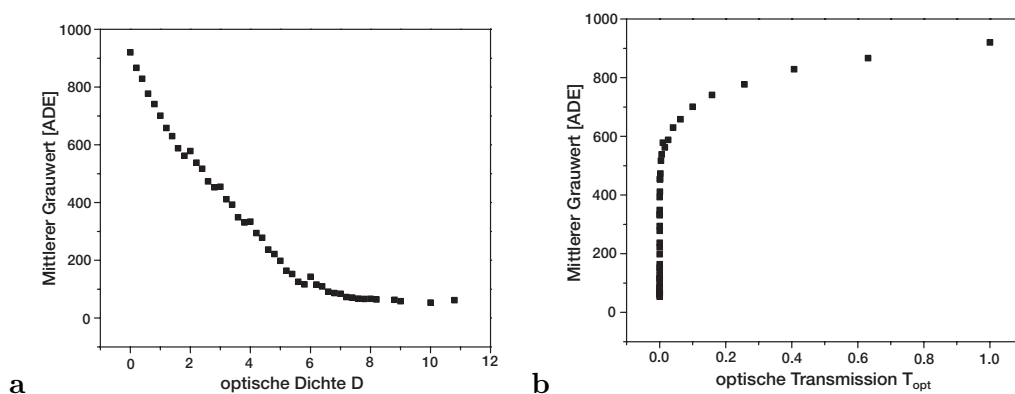 Mittlerer Grauwert [ADE]
1000
800
600
400
200
0
0 2 4 6 8 10 12
optische Dichte D
a
Mittlerer Grauwert [ADE]
1000
800
600
400
200
0
0.0 0.2 0.4 0.6 0.8 1.0
optische Transmission Topt
b